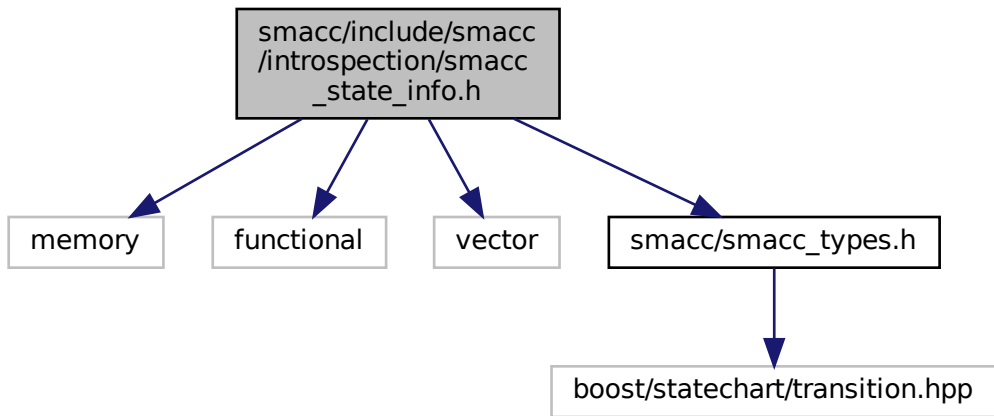 smacc/include/smacc
/introspection/smacc
_state_info.h
memory
functional
vector
smacc/smacc_types.h
boost/statechart/transition.hpp